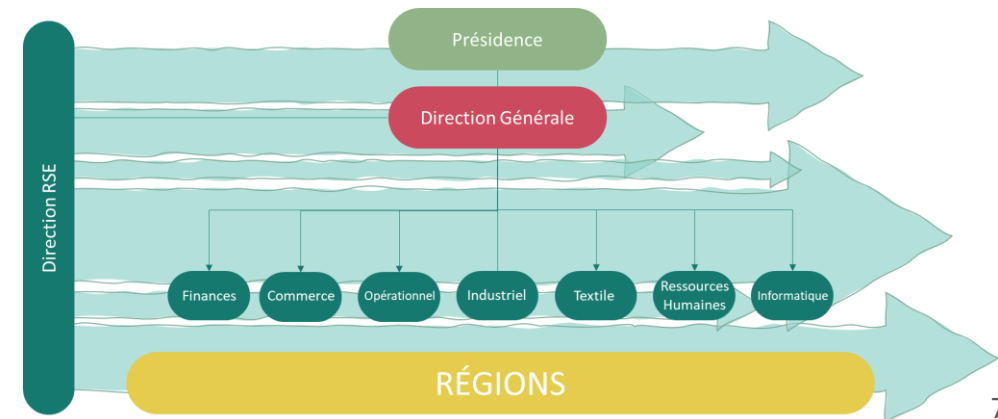 Présidence
Direction Générale
Direction RSE
Finances
Commerce
Opérationnel
Industriel
Textile
Ressources
Humaines
Informatique
RÉGIONS